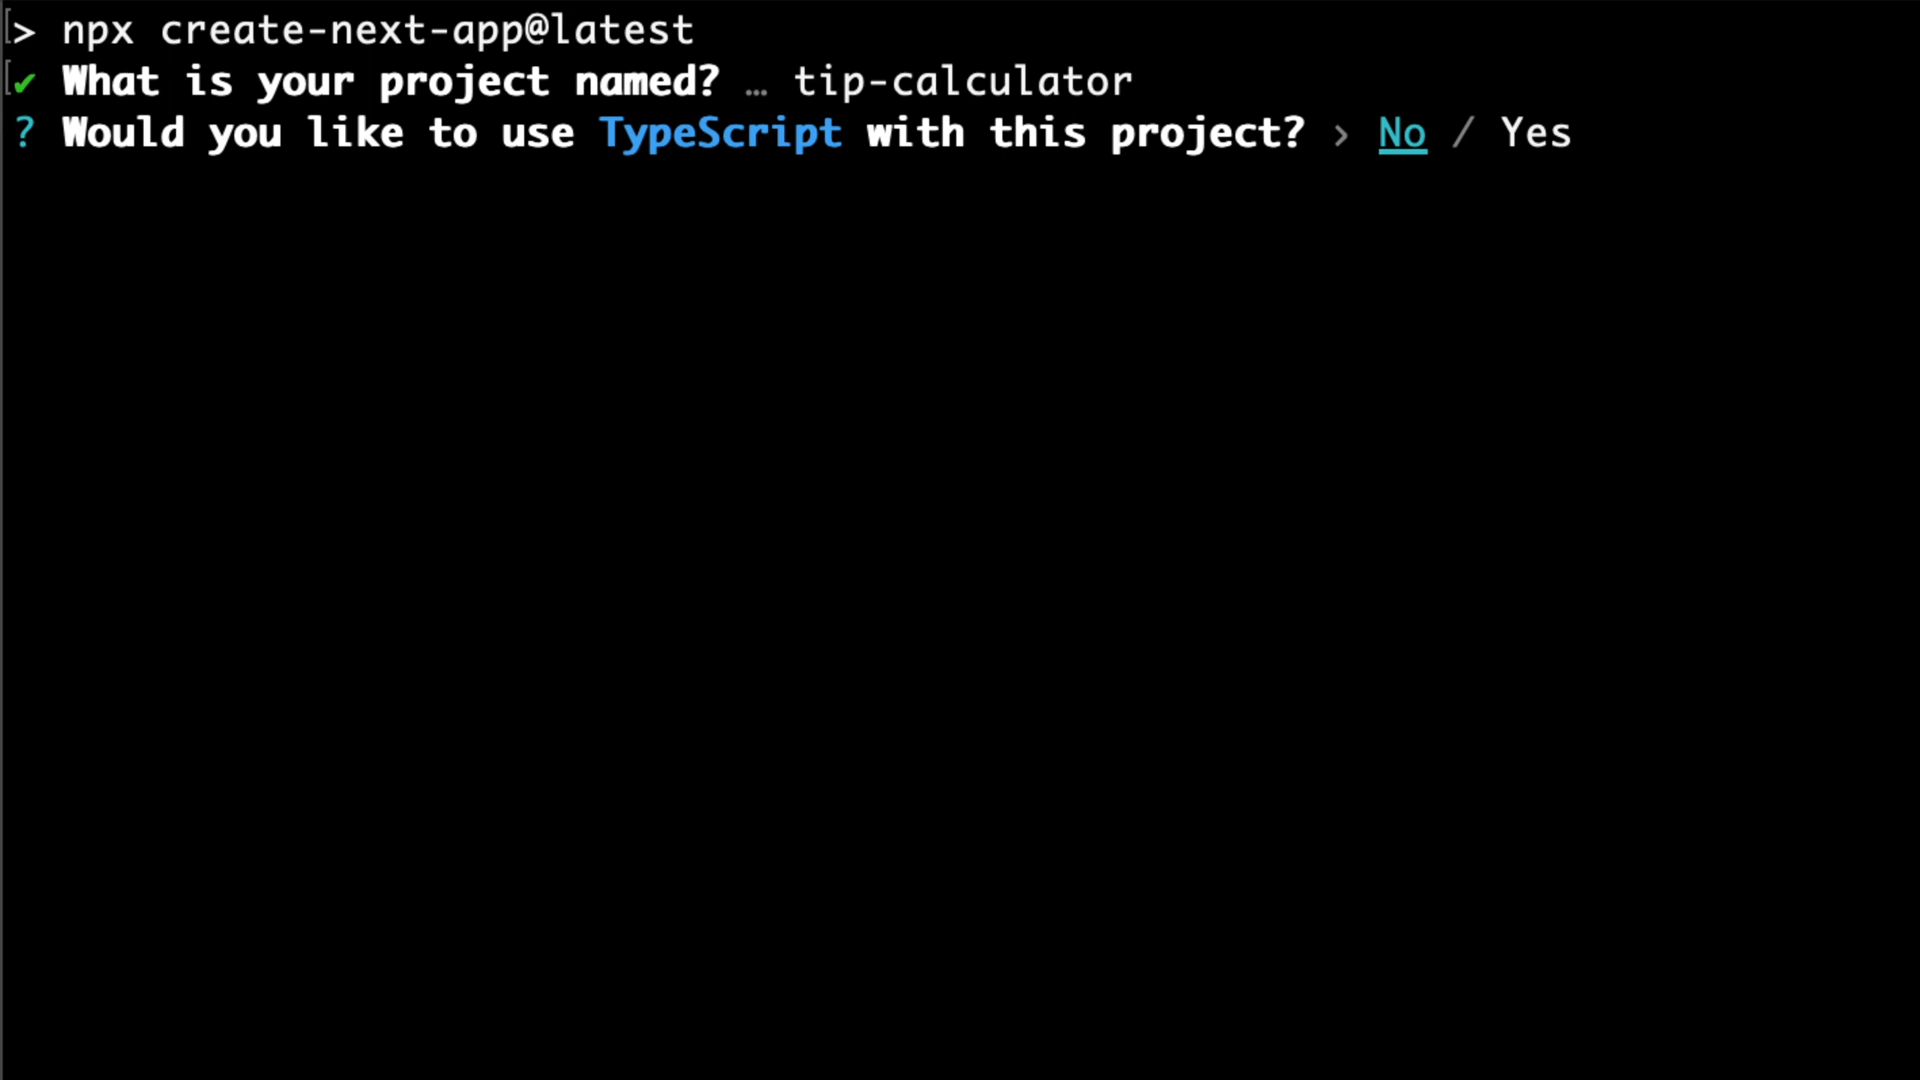 > npx create-next-app@latest
✔ What is your project named? … tip-calculator
? Would you like to use TypeScript with this project? › No / Yes